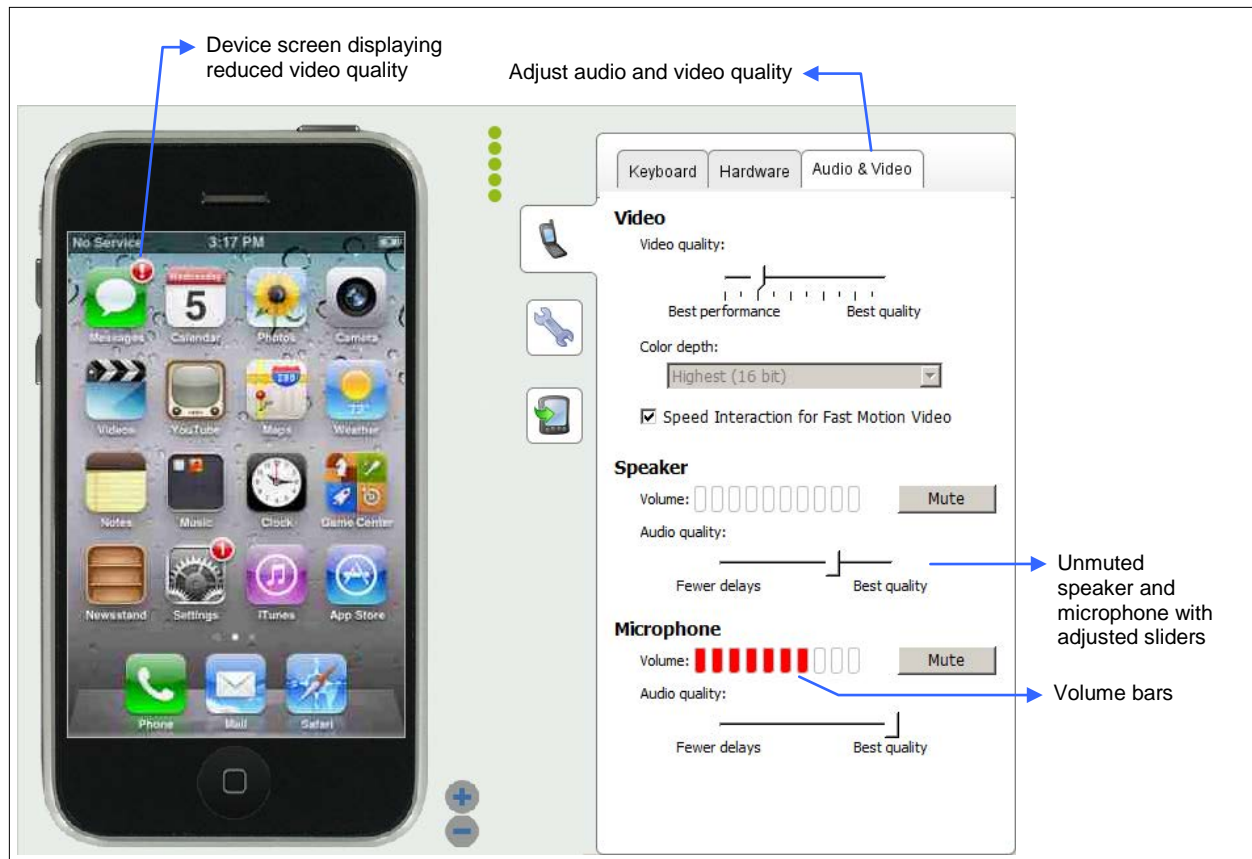 Device screen displaying
reduced video quality
Adjust audio and video quality
Keyboard
Hardware
Audio & Video
No Service
3:17 PM
Messages
Wednesday
5
Calendar
Photos
Camera
Videos
YouTube
280
Maps
73°
Weather
Notes
Music
Clock
Game Center
Newsstand
1
Settings
iTunes
App Store
Phone
Mail
Safari
Video
Video quality:
Best performance
Best quality
Color depth:
Highest (16 bit)
Speed Interaction for Fast Motion Video
Speaker
Volume:
Mute
Audio quality:
Fewer delays
Best quality
Unmuted
speaker and
microphone with
adjusted sliders
Microphone
Volume:
Mute
Volume bars
Audio quality:
Fewer delays
Best quality